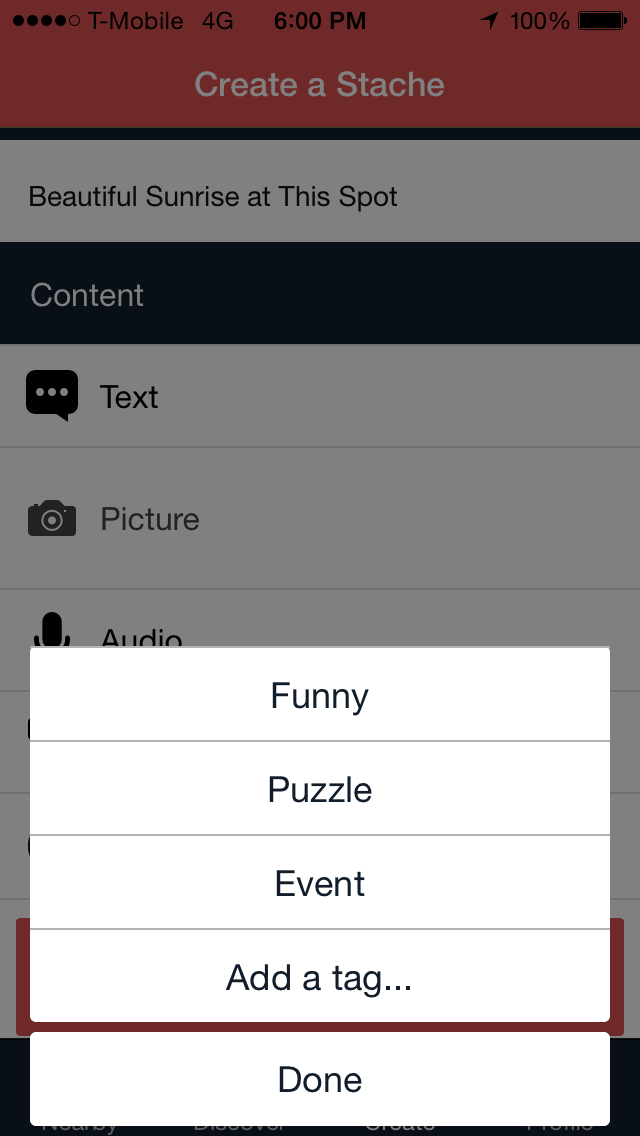 T-Mobile 4G 6:00 PM 100%
Create a Stache
Beautiful Sunrise at This Spot
Content
Text
Picture
Audio
Funny
Puzzle
Event
Add a tag...
Done
Nearby Discover Create Profile